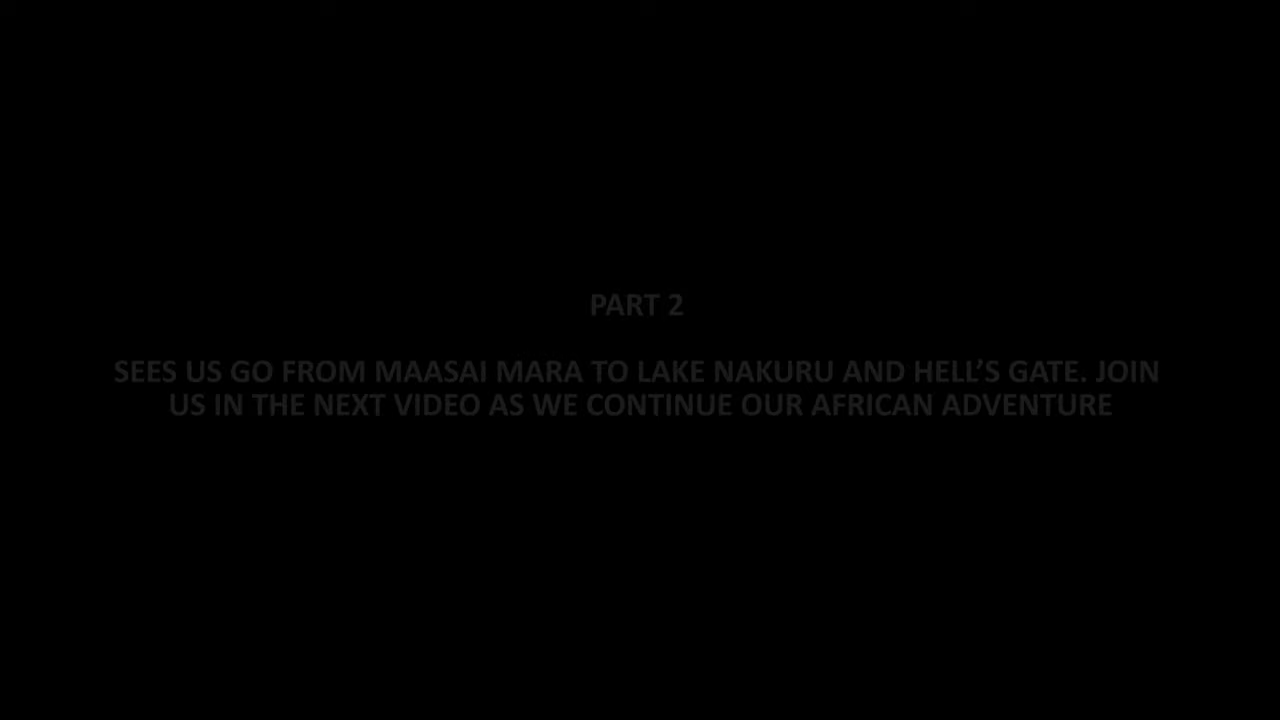 PART 2
SEES US GO FROM MAASAI MARA TO LAKE NAKURU AND HELL’S GATE. JOIN
US IN THE NEXT VIDEO AS WE CONTINUE OUR AFRICAN ADVENTURE